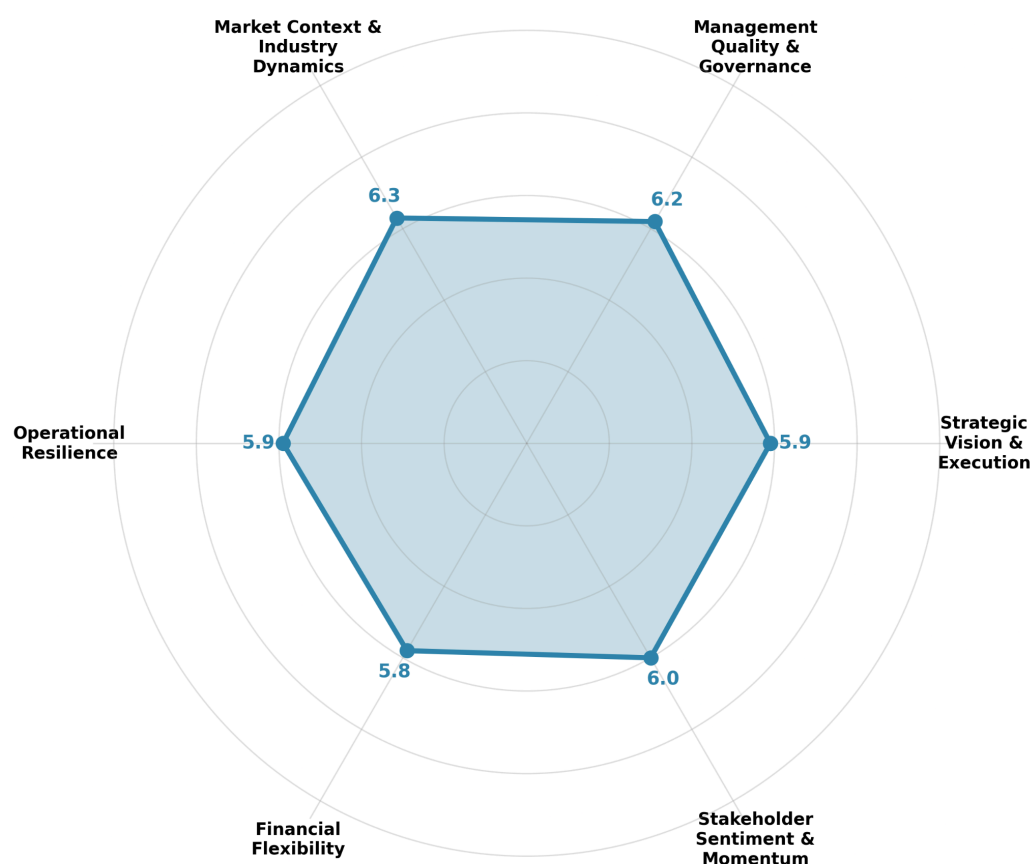 Market Context &
Industry
Dynamics
Management
Quality &
Governance
6.3
6.2
Operational
Resilience
5.9
5.9
Strategic
Vision &
Execution
5.8
6.0
Financial
Flexibility
Stakeholder
Sentiment &
Momentum